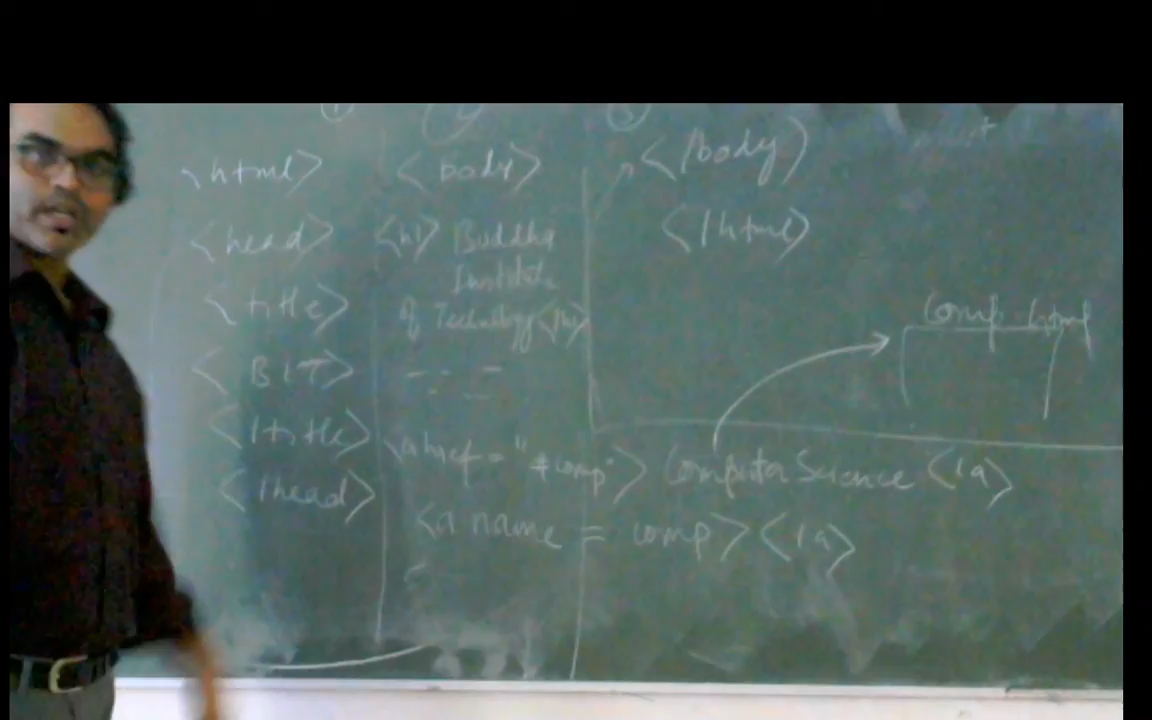 <html>
<head>
<title>
< BIT>
</title>
</head>
<body>
<h1> Buddha
Institute
of Technology </h1>
<a href = "#comp"> Computer Science </a>
<a name = comp> </a>
</body>
</html>
comp.html